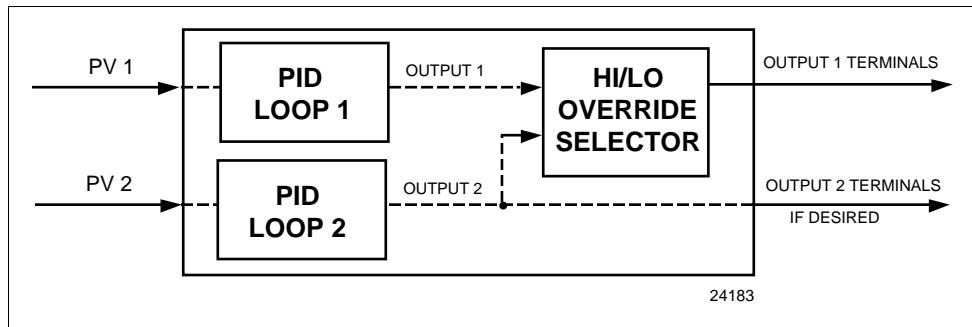 PV 1
PID
LOOP 1
OUTPUT 1
HI/LO
OVERRIDE
SELECTOR
OUTPUT 1 TERMINALS
PV 2
PID
LOOP 2
OUTPUT 2
OUTPUT 2 TERMINALS
IF DESIRED
24183